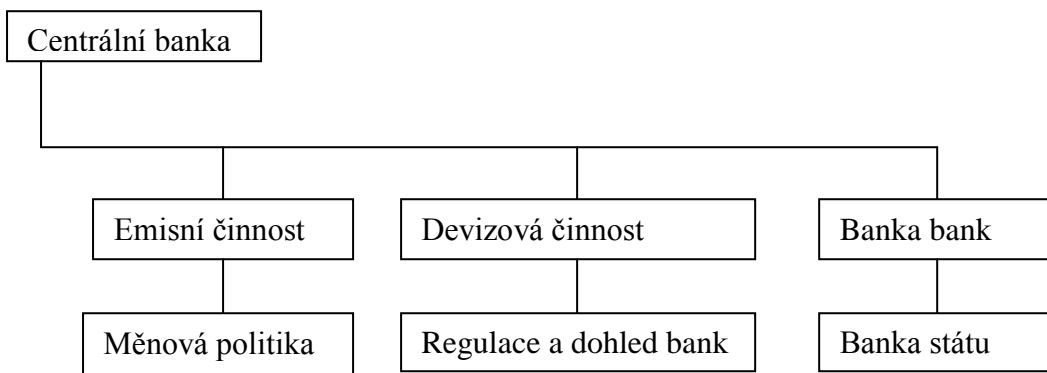 Centrální banka
Emisní činnost
Devizová činnost
Banka bank
Měnová politika
Regulace a dohled bank
Banka státu